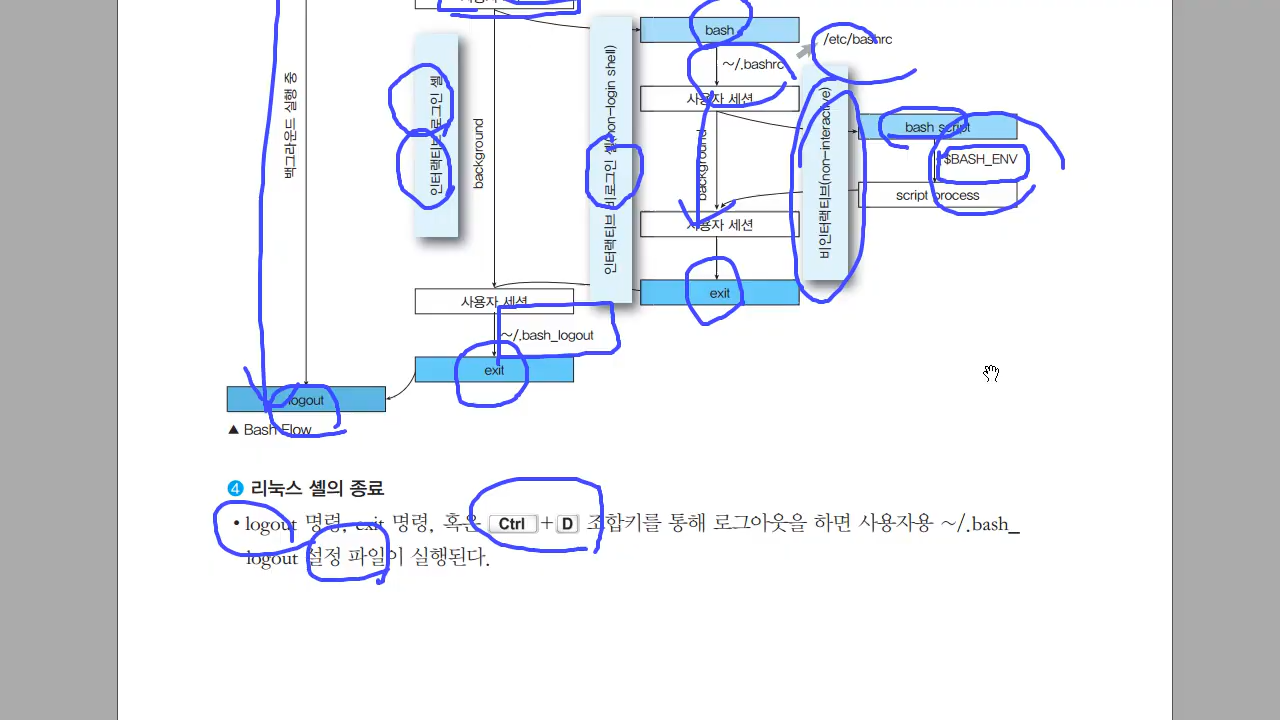 bash
/etc/bashrc
~/.bashrc
사용자 세션
백그라운드 실행 중
인터랙티브 로그인 셸
background
인터랙티브 비로그인 셸(non-login shell)
background
비인터랙티브(non-interactive)
bash script
$BASH_ENV
script process
사용자 세션
exit
사용자 세션
~/.bash_logout
exit
logout
▲ Bash Flow
4 리눅스 셸의 종료
• logout 명령, exit 명령, 혹은 Ctrl + D 조합키를 통해 로그아웃을 하면 사용자용 ~/.bash_
logout 설정 파일이 실행된다.